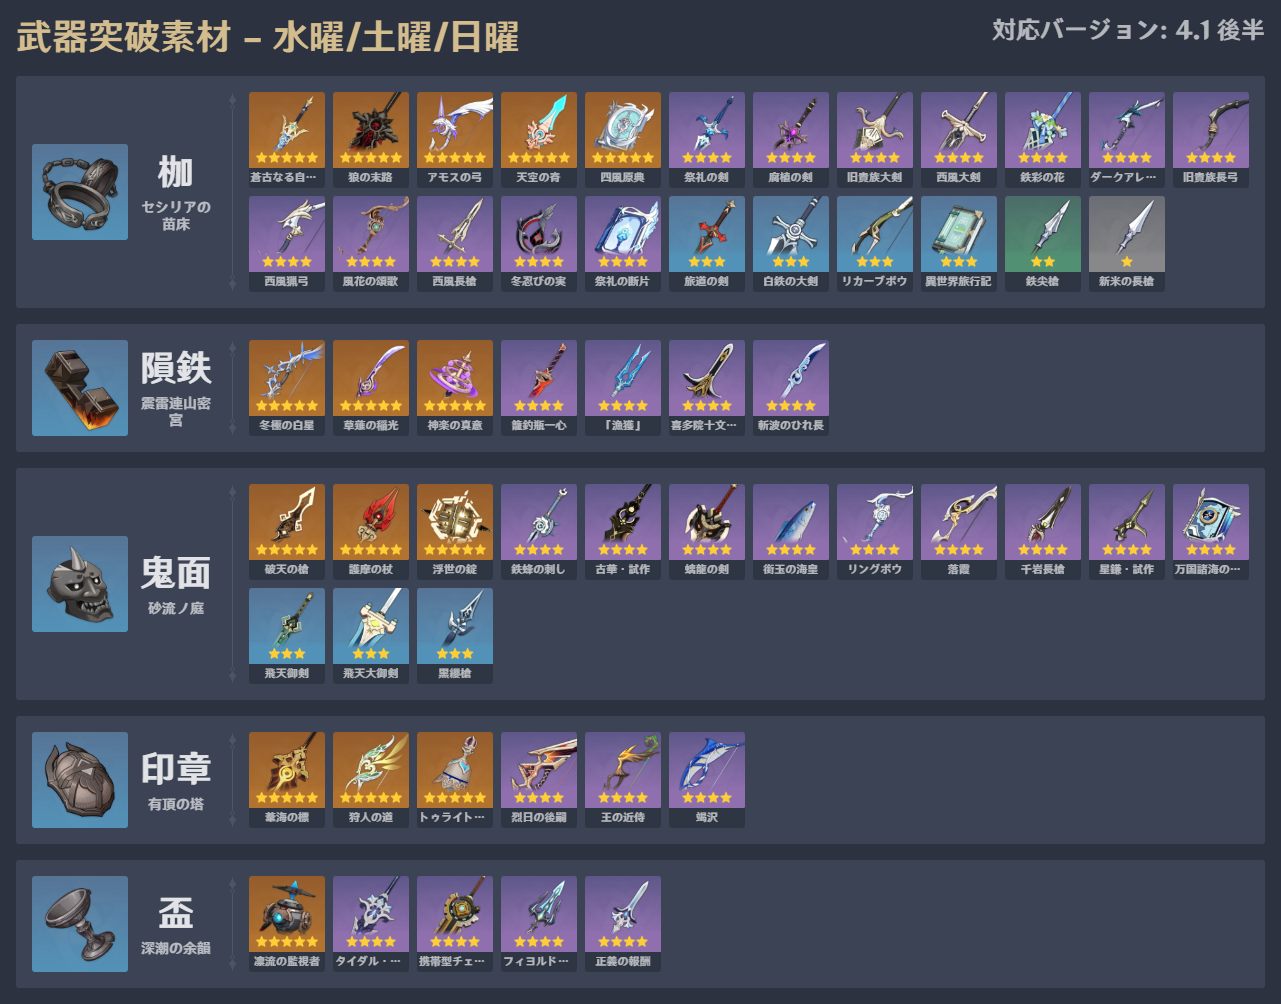 武器突破素材 – 水曜/土曜/日曜
対応バージョン: 4.1 後半
枷
セシリアの
苗床
蒼古なる自…
狼の末路
アモスの弓
天空の脊
四風原典
祭礼の剣
腐植の剣
旧貴族大剣
西風大剣
鉄彩の花
ダークアレ…
旧貴族長弓
西風猟弓
風花の頌歌
西風長槍
冬忍びの実
祭礼の断片
旅道の剣
白鉄の大剣
リカーブボウ
異世界旅行記
鉄尖槍
新米の長槍
隕鉄
震雷連山密
宮
冬極の白星
草薙の稲光
神楽の真意
籠釣瓶一心
「漁獲」
喜多院十文…
斬波のひれ長
鬼面
砂流ノ庭
破天の槍
護摩の杖
浮世の錠
鉄蜂の刺し
古華・試作
螭龍の剣
銜玉の海皇
リングボウ
落霞
千岩長槍
星鎌・試作
万国諸海の…
飛天御剣
飛天大御剣
黒纓槍
印章
有頂の塔
葦海の標
狩人の道
トゥライト…
烈日の後嗣
王の近侍
竭沢
盃
深潮の余韻
凛流の監視者
タイダル・…
携帯型チェ…
フィヨルド…
正義の報酬